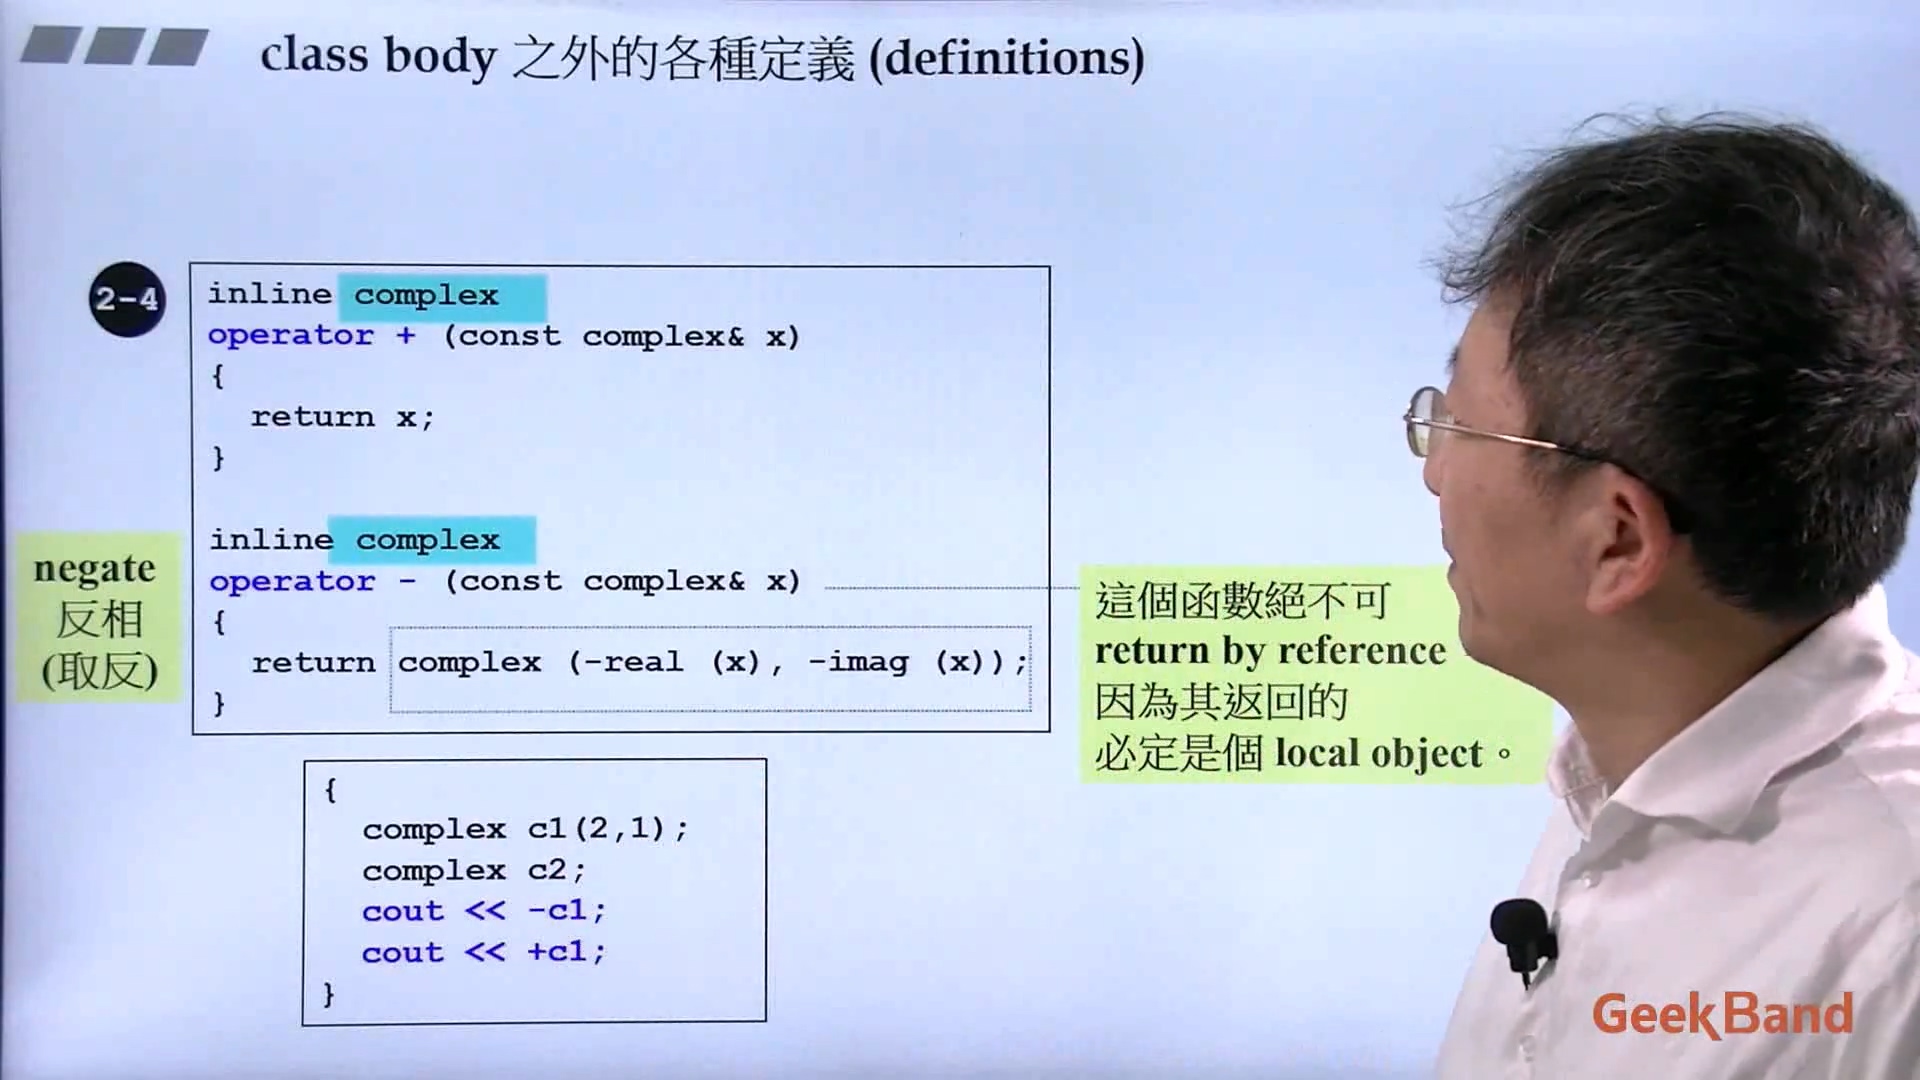 class body 之外的各種定義 (definitions)
2-4
inline complex
operator + (const complex& x)
{
return x;
}
inline complex
operator - (const complex& x)
{
return complex (-real (x), -imag (x));
}
negate
反相
(取反)
這個函數絕不可
return by reference
因為其返回的
必定是個 local object。
{
complex c1(2,1);
complex c2;
cout << -c1;
cout << +c1;
}
GeekBand